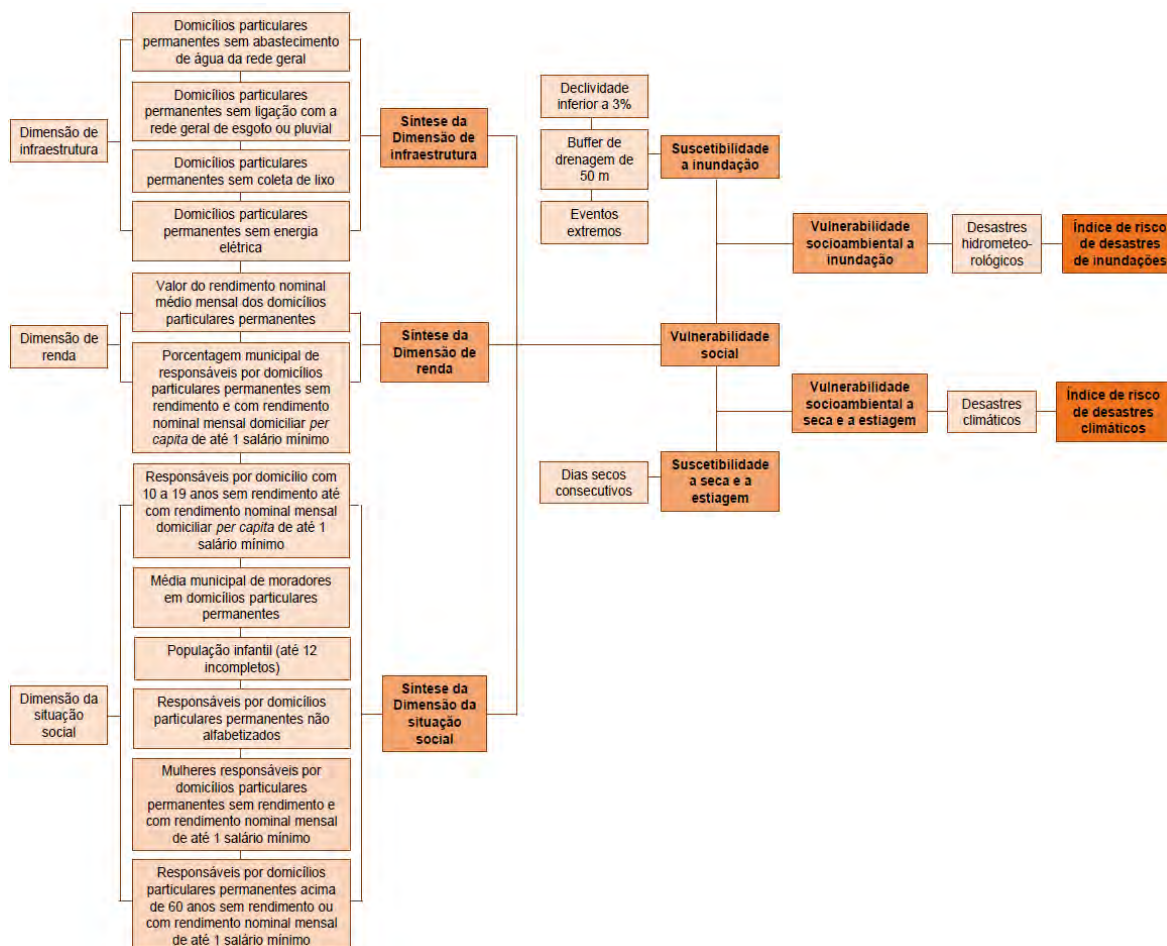 Dimensão de
infraestrutura
Domicílios particulares
permanentes sem abastecimento
de água da rede geral
Domicílios particulares
permanentes sem ligação com a
rede geral de esgoto ou pluvial
Domicílios particulares
permanentes sem coleta de lixo
Domicílios particulares
permanentes sem energia
elétrica
Síntese da
Dimensão de
infraestrutura
Dimensão de
renda
Valor do rendimento nominal
médio mensal dos domicílios
particulares permanentes
Porcentagem municipal de
responsáveis por domicílios
particulares permanentes sem
rendimento e com rendimento
nominal mensal domiciliar per
capita de até 1 salário mínimo
Síntese da
Dimensão de
renda
Dimensão da
situação
social
Responsáveis por domicílio com
10 a 19 anos sem rendimento até
com rendimento nominal mensal
domiciliar per capita de até 1
salário mínimo
Média municipal de moradores
em domicílios particulares
permanentes
População infantil (até 12
incompletos)
Responsáveis por domicílios
particulares permanentes não
alfabetizados
Mulheres responsáveis por
domicílios particulares
permanentes sem rendimento e
com rendimento nominal mensal
de até 1 salário mínimo
Responsáveis por domicílios
particulares permanentes acima
de 60 anos sem rendimento ou
com rendimento nominal mensal
de até 1 salário mínimo
Síntese da
Dimensão da
situação
social
Declividade
inferior a 3%
Buffer de
drenagem de
50 m
Eventos
extremos
Suscetibilidade
a inundação
Vulnerabilidade
social
Dias secos
consecutivos
Suscetibilidade
a seca e a
estiagem
Vulnerabilidade
socioambiental a
inundação
Desastres
hidrometeo-
rológicos
Índice de risco
de desastres
de inundações
Vulnerabilidade
socioambiental a
seca e a estiagem
Desastres
climáticos
Índice de risco
de desastres
climáticos